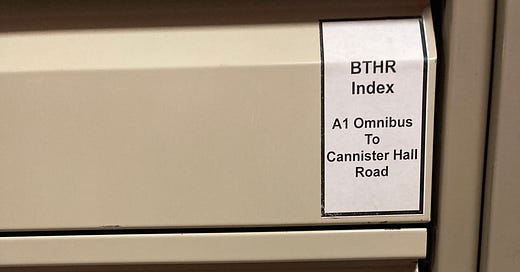 BTHR
Index
A1 Omnibus
To
Cannister Hall
Road